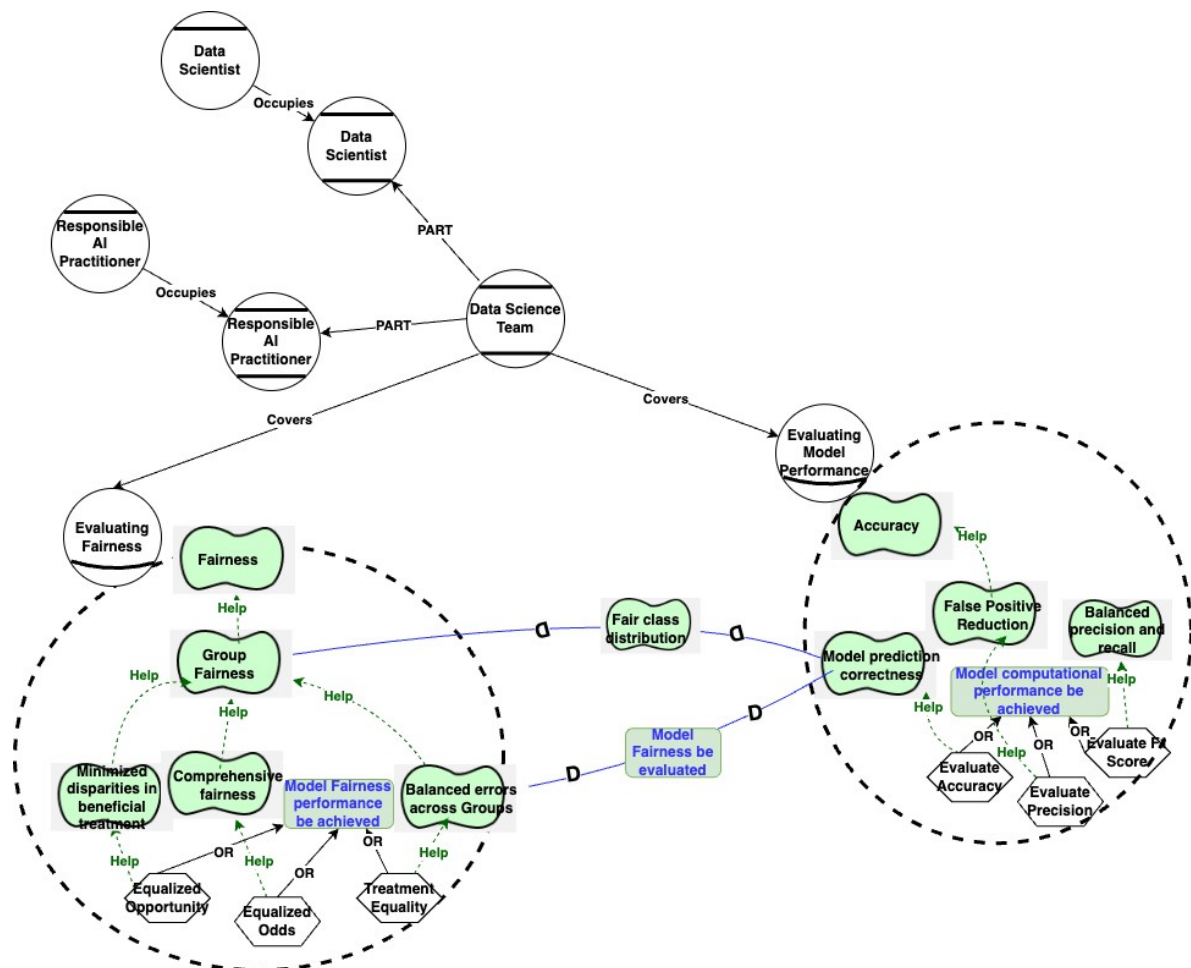 Data
Scientist
Occupies
Data
Scientist
Responsible
AI
Practitioner
PART
Occupies
Data Science
Team
PART
Responsible
AI
Practitioner
Covers
Covers
Evaluating
Model
Performance
Evaluating
Fairness
Fairness
Accuracy
Help
Help
Fair class
distribution
D
D
False Positive
Reduction
Balanced
precision and
recall
Group
Fairness
Model prediction
correctness
Help
Help
Help
Help
Help
Model computational
performance be
achieved
D
Model
Fairness be
evaluated
D
OR
OR
OR
Help
Evaluate F1
Score
Evaluate
Accuracy
Evaluate
Precision
Minimized
disparities in
beneficial
treatment
Comprehensive
fairness
Model Fairness
performance
be achieved
Balanced errors
across Groups
Help
OR
Help
OR
OR
Help
Equalized
Opportunity
Equalized
Odds
Treatment
Equality